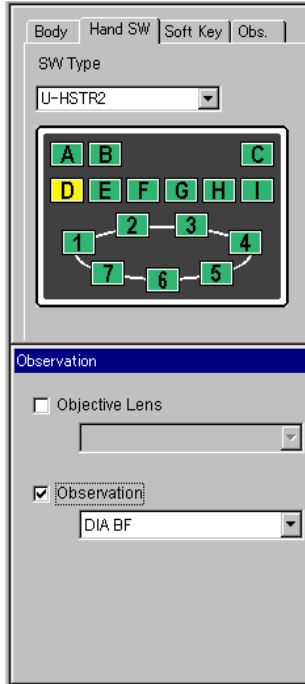 Body Hand SW Soft Key Obs.
SW Type
U-HSTR2
A B C
D E F G H I
2 3
1 4
7 6 5
Observation
Objective Lens
Observation
DIA BF